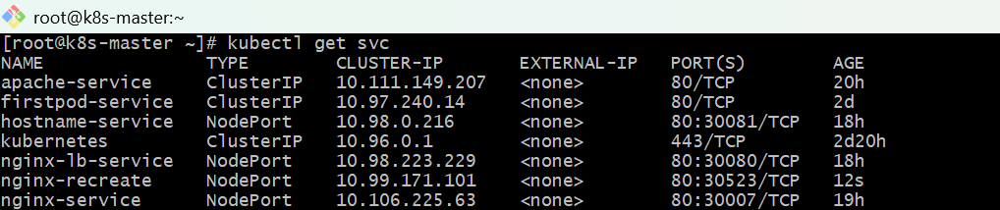 root@k8s-master:~
[root@k8s-master ~]# kubectl get svc
NAME TYPE CLUSTER-IP EXTERNAL-IP PORT(S) AGE
apache-service ClusterIP 10.111.149.207 <none> 80/TCP 20h
firstpod-service ClusterIP 10.97.240.14 <none> 80/TCP 2d
hostname-service NodePort 10.98.0.216 <none> 80:30081/TCP 18h
kubernetes ClusterIP 10.96.0.1 <none> 443/TCP 2d20h
nginx-lb-service NodePort 10.98.223.229 <none> 80:30080/TCP 18h
nginx-recreate NodePort 10.99.171.101 <none> 80:30523/TCP 12s
nginx-service NodePort 10.106.225.63 <none> 80:30007/TCP 19h